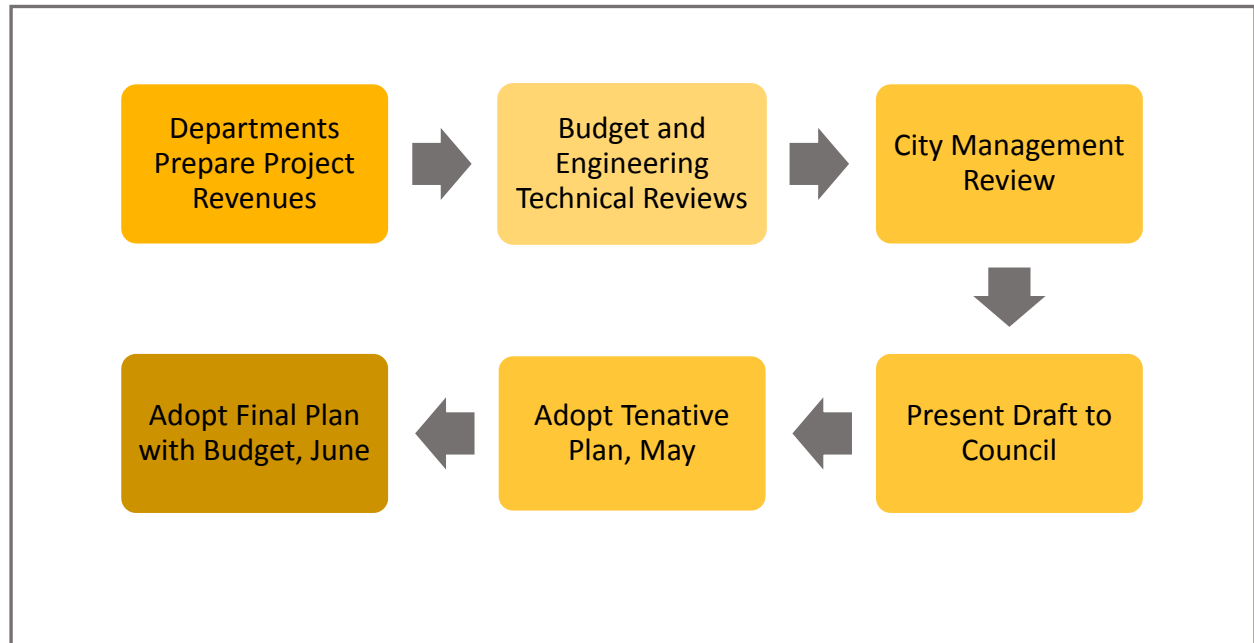 Departments
Prepare Project
Revenues
Budget and
Engineering
Technical Reviews
City Management
Review
Present Draft to
Council
Adopt Tenative
Plan, May
Adopt Final Plan
with Budget, June